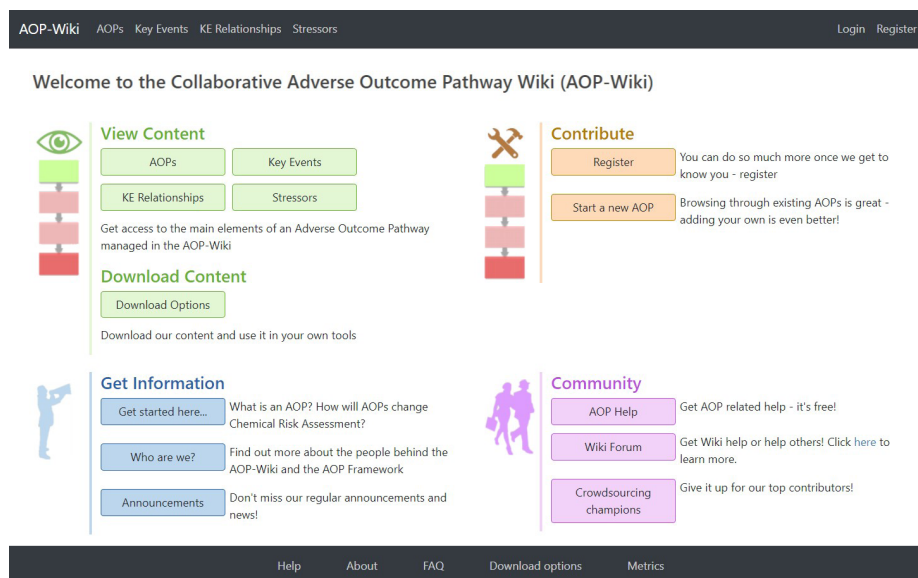 AOP-Wiki AOPs Key Events KE Relationships Stressors Login Register
Welcome to the Collaborative Adverse Outcome Pathway Wiki (AOP-Wiki)
View Content
AOPs Key Events
KE Relationships Stressors
Get access to the main elements of an Adverse Outcome Pathway
managed in the AOP-Wiki
Download Content
Download Options
Download our content and use it in your own tools
Contribute
Register
You can do so much more once we get to
know you - register
Start a new AOP
Browsing through existing AOPs is great -
adding your own is even better!
Get Information
Get started here...
What is an AOP? How will AOPs change
Chemical Risk Assessment?
Who are we?
Find out more about the people behind the
AOP-Wiki and the AOP Framework
Announcements
Don't miss our regular announcements and
news!
Community
AOP Help
Get AOP related help - it's free!
Wiki Forum
Get Wiki help or help others! Click here to
learn more.
Crowdsourcing
champions
Give it up for our top contributors!
Help About FAQ Download options Metrics